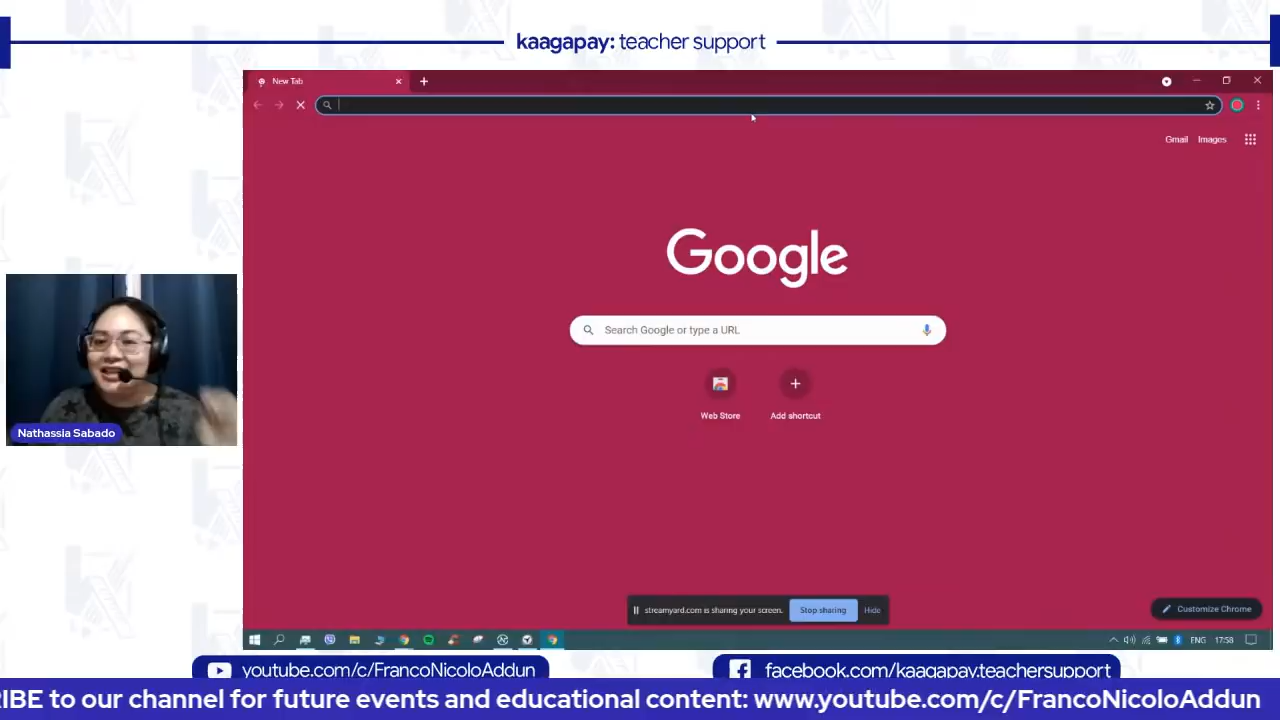 kaagapay: teacher support
New Tab
Gmail Images
Google
Search Google or type a URL
Web Store Add shortcut
Nathassia Sabado
streamyard.com is sharing your screen. Stop sharing Hide
Customize Chrome
ENG 17:58
youtube.com/c/FrancoNicoloAddun facebook.com/kaagapay.teachersupport
RIBE to our channel for future events and educational content: www.youtube.com/c/FrancoNicoloAddun